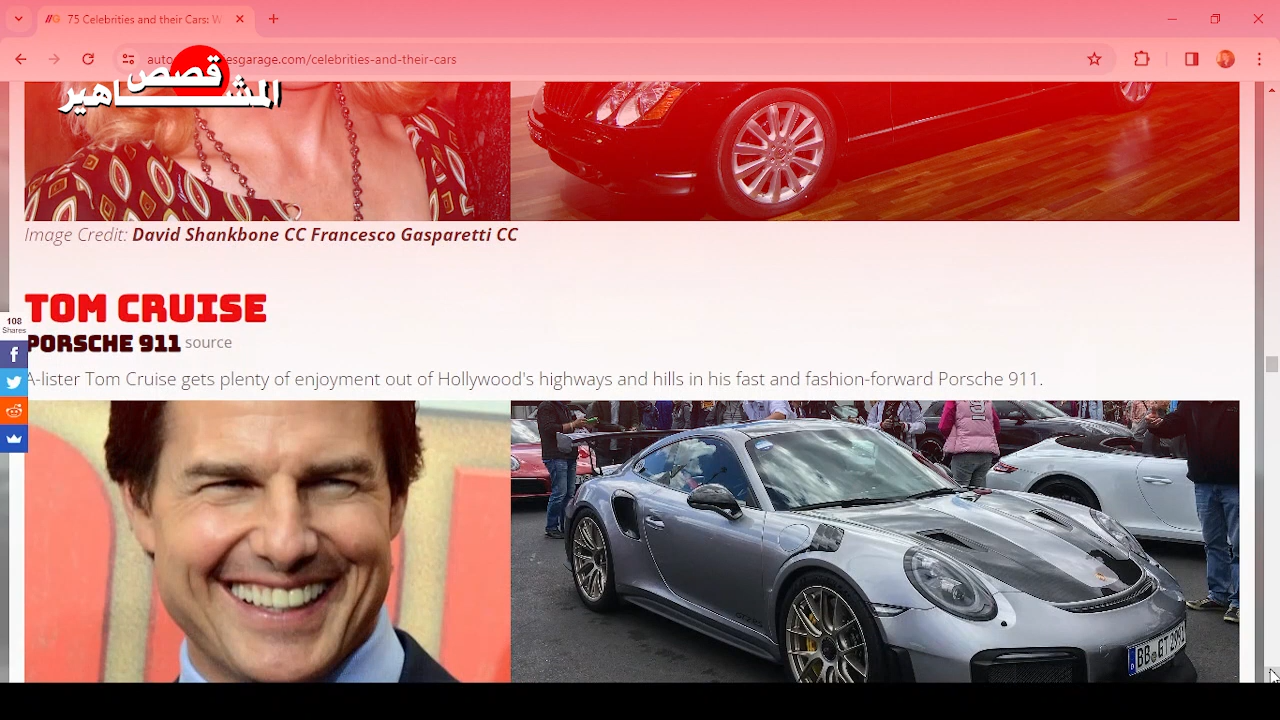 75 Celebrities and their Cars: W
esgarage.com/celebrities-and-their-cars
قصص
المشاهير
Image Credit: David Shankbone CC Francesco Gasparetti CC
TOM CRUISE
108
Shares
PORSCHE 911 source
A-lister Tom Cruise gets plenty of enjoyment out of Hollywood's highways and hills in his fast and fashion-forward Porsche 911.